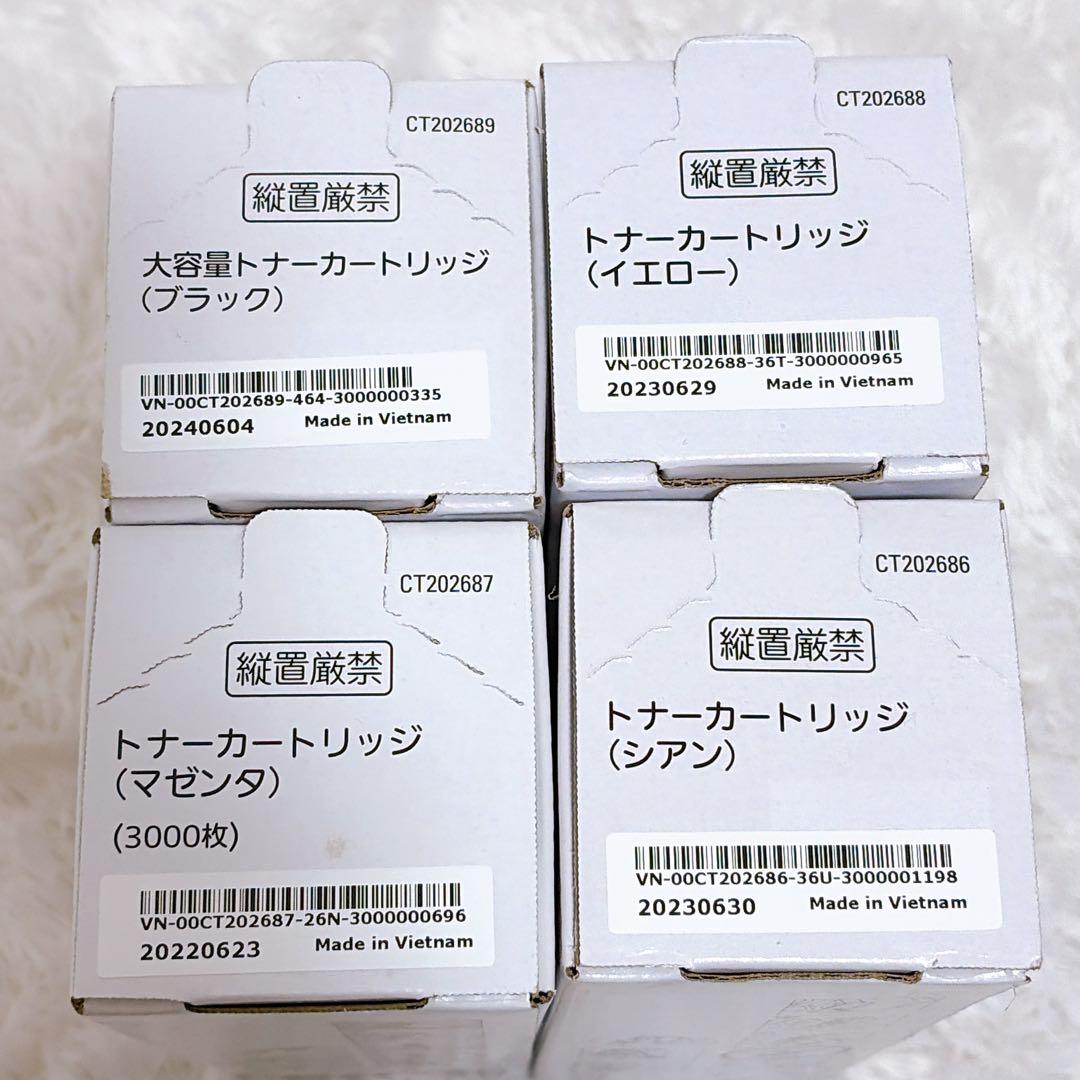 CT202689
縦置厳禁
大容量トナーカートリッジ
（ブラック）
VN-00CT202689-464-3000000335
20240604 Made in Vietnam
CT202688
縦置厳禁
トナーカートリッジ
（イエロー）
VN-00CT202688-36T-3000000965
20230629 Made in Vietnam
CT202687
縦置厳禁
トナーカートリッジ
（マゼンタ）
(3000枚)
VN-00CT202687-26N-3000000696
20220623 Made in Vietnam
CT202686
縦置厳禁
トナーカートリッジ
（シアン）
VN-00CT202686-36U-3000001198
20230630 Made in Vietnam